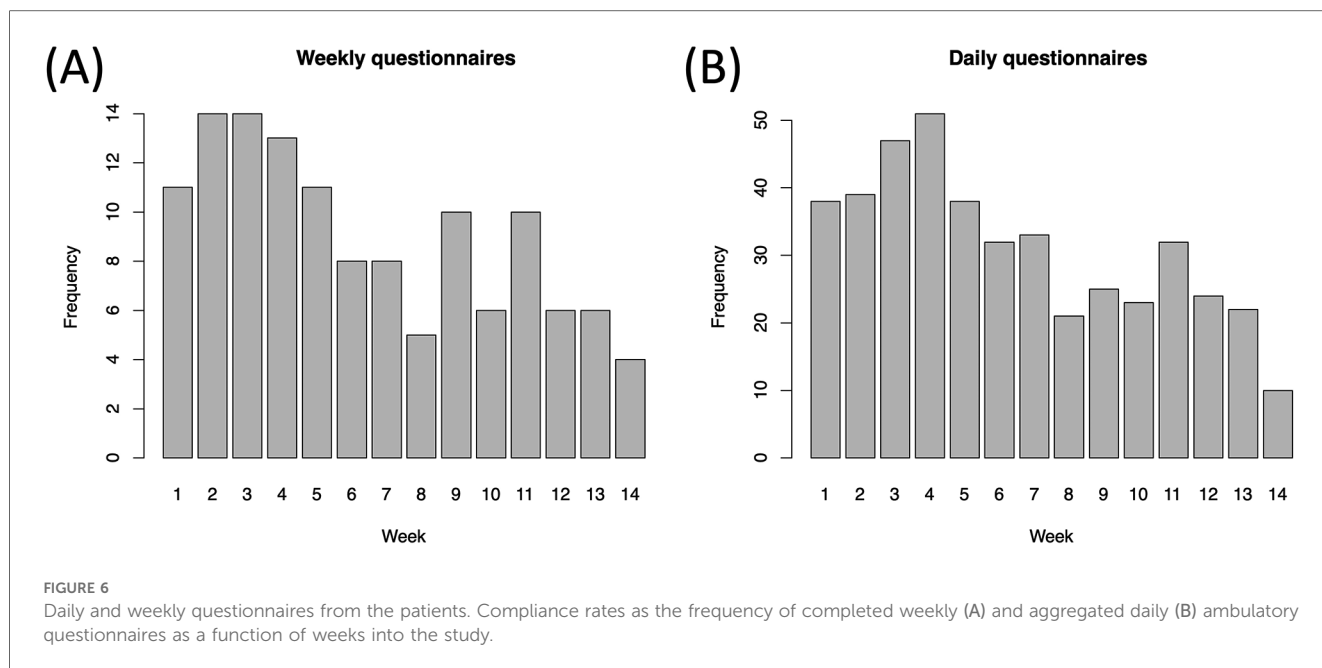 (A)
Weekly questionnaires
Frequency
14
12
10
8
6
4
2
0
1 2 3 4 5 6 7 8 9 10 11 12 13 14
Week
(B)
Daily questionnaires
Frequency
50
40
30
20
10
0
1 2 3 4 5 6 7 8 9 10 11 12 13 14
Week
FIGURE 6
Daily and weekly questionnaires from the patients. Compliance rates as the frequency of completed weekly (A) and aggregated daily (B) ambulatory
questionnaires as a function of weeks into the study.